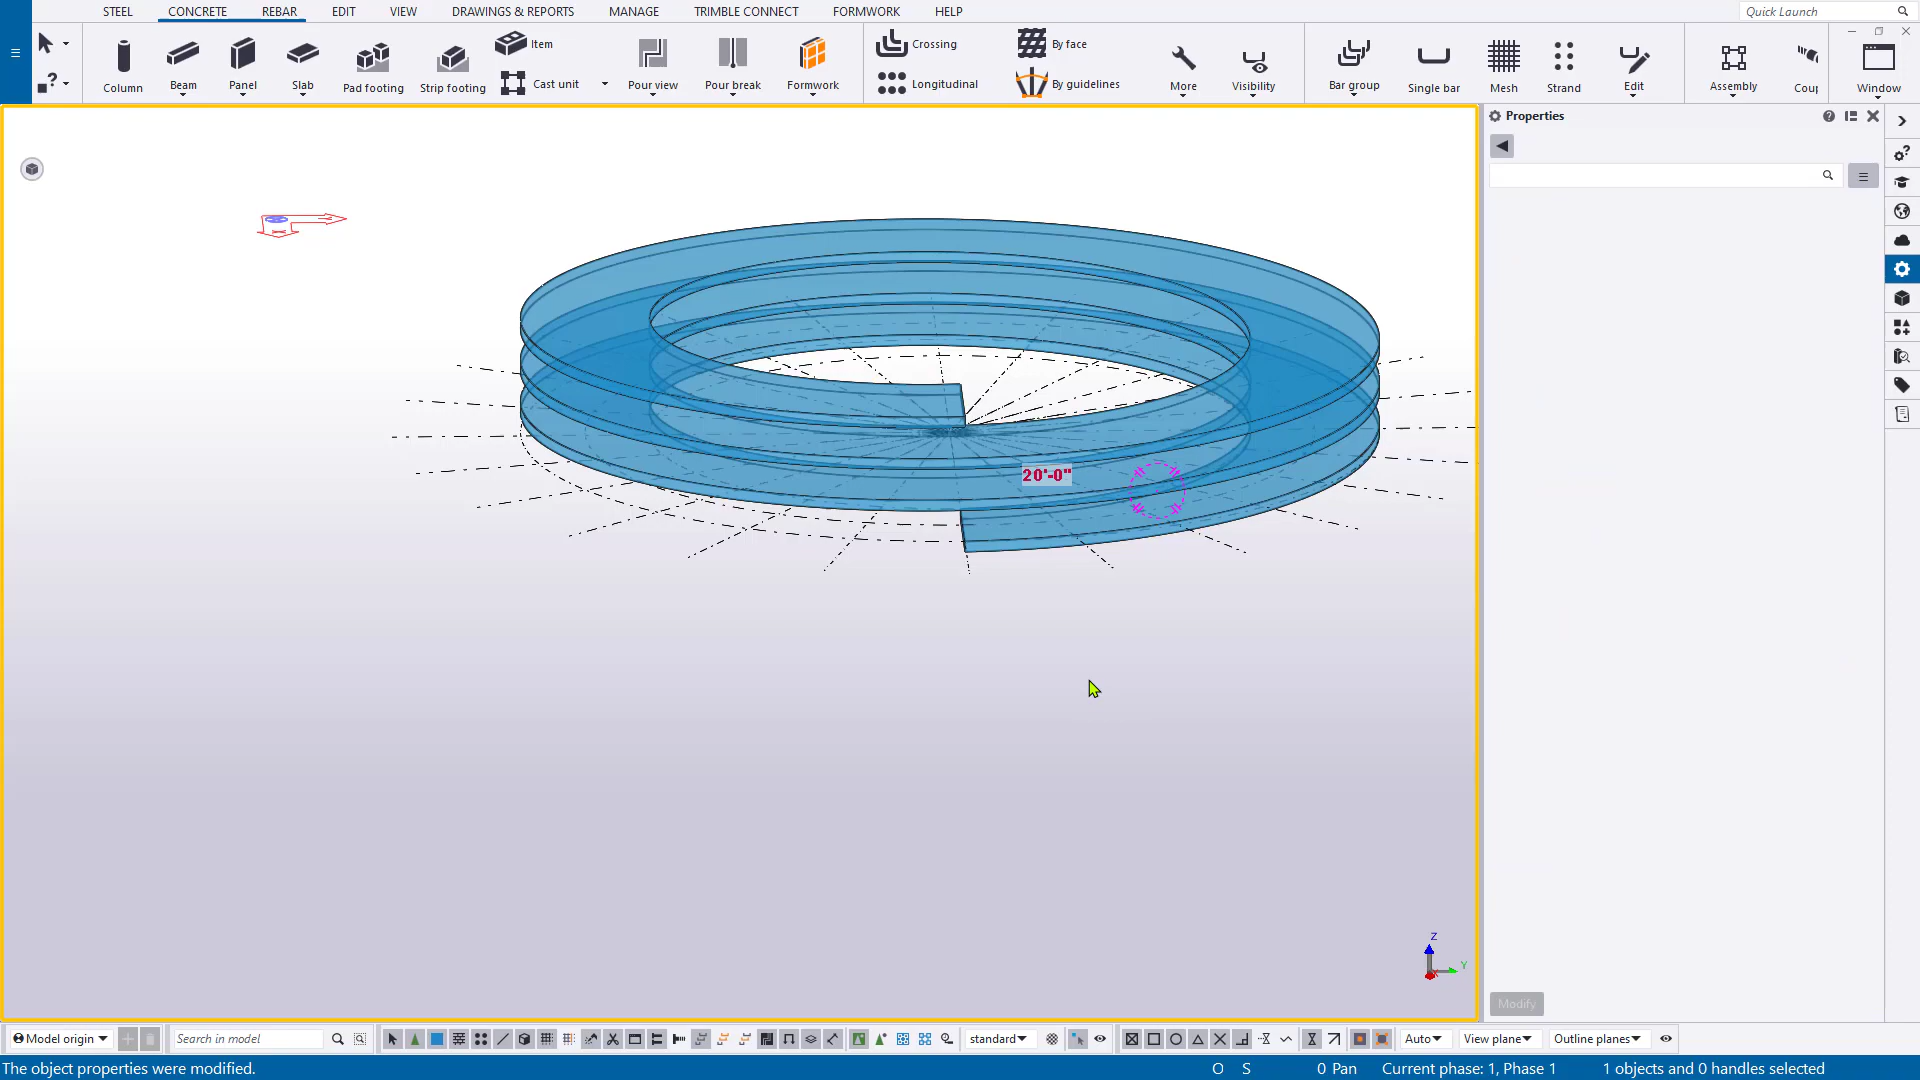 STEEL CONCRETE REBAR EDIT VIEW DRAWINGS & REPORTS MANAGE TRIMBLE CONNECT FORMWORK HELP Quick Launch
Item Crossing By face
Column Beam Panel Slab Pad footing Strip footing Cast unit Pour view Pour break Formwork Longitudinal By guidelines More Visibility Bar group Single bar Mesh Strand Edit Assembly Coup Window
Properties
20'-0"
Z
Y
Modify
Model origin Search in model standard Auto View plane Outline planes
The object properties were modified. O S 0 Pan Current phase: 1, Phase 1 1 objects and 0 handles selected